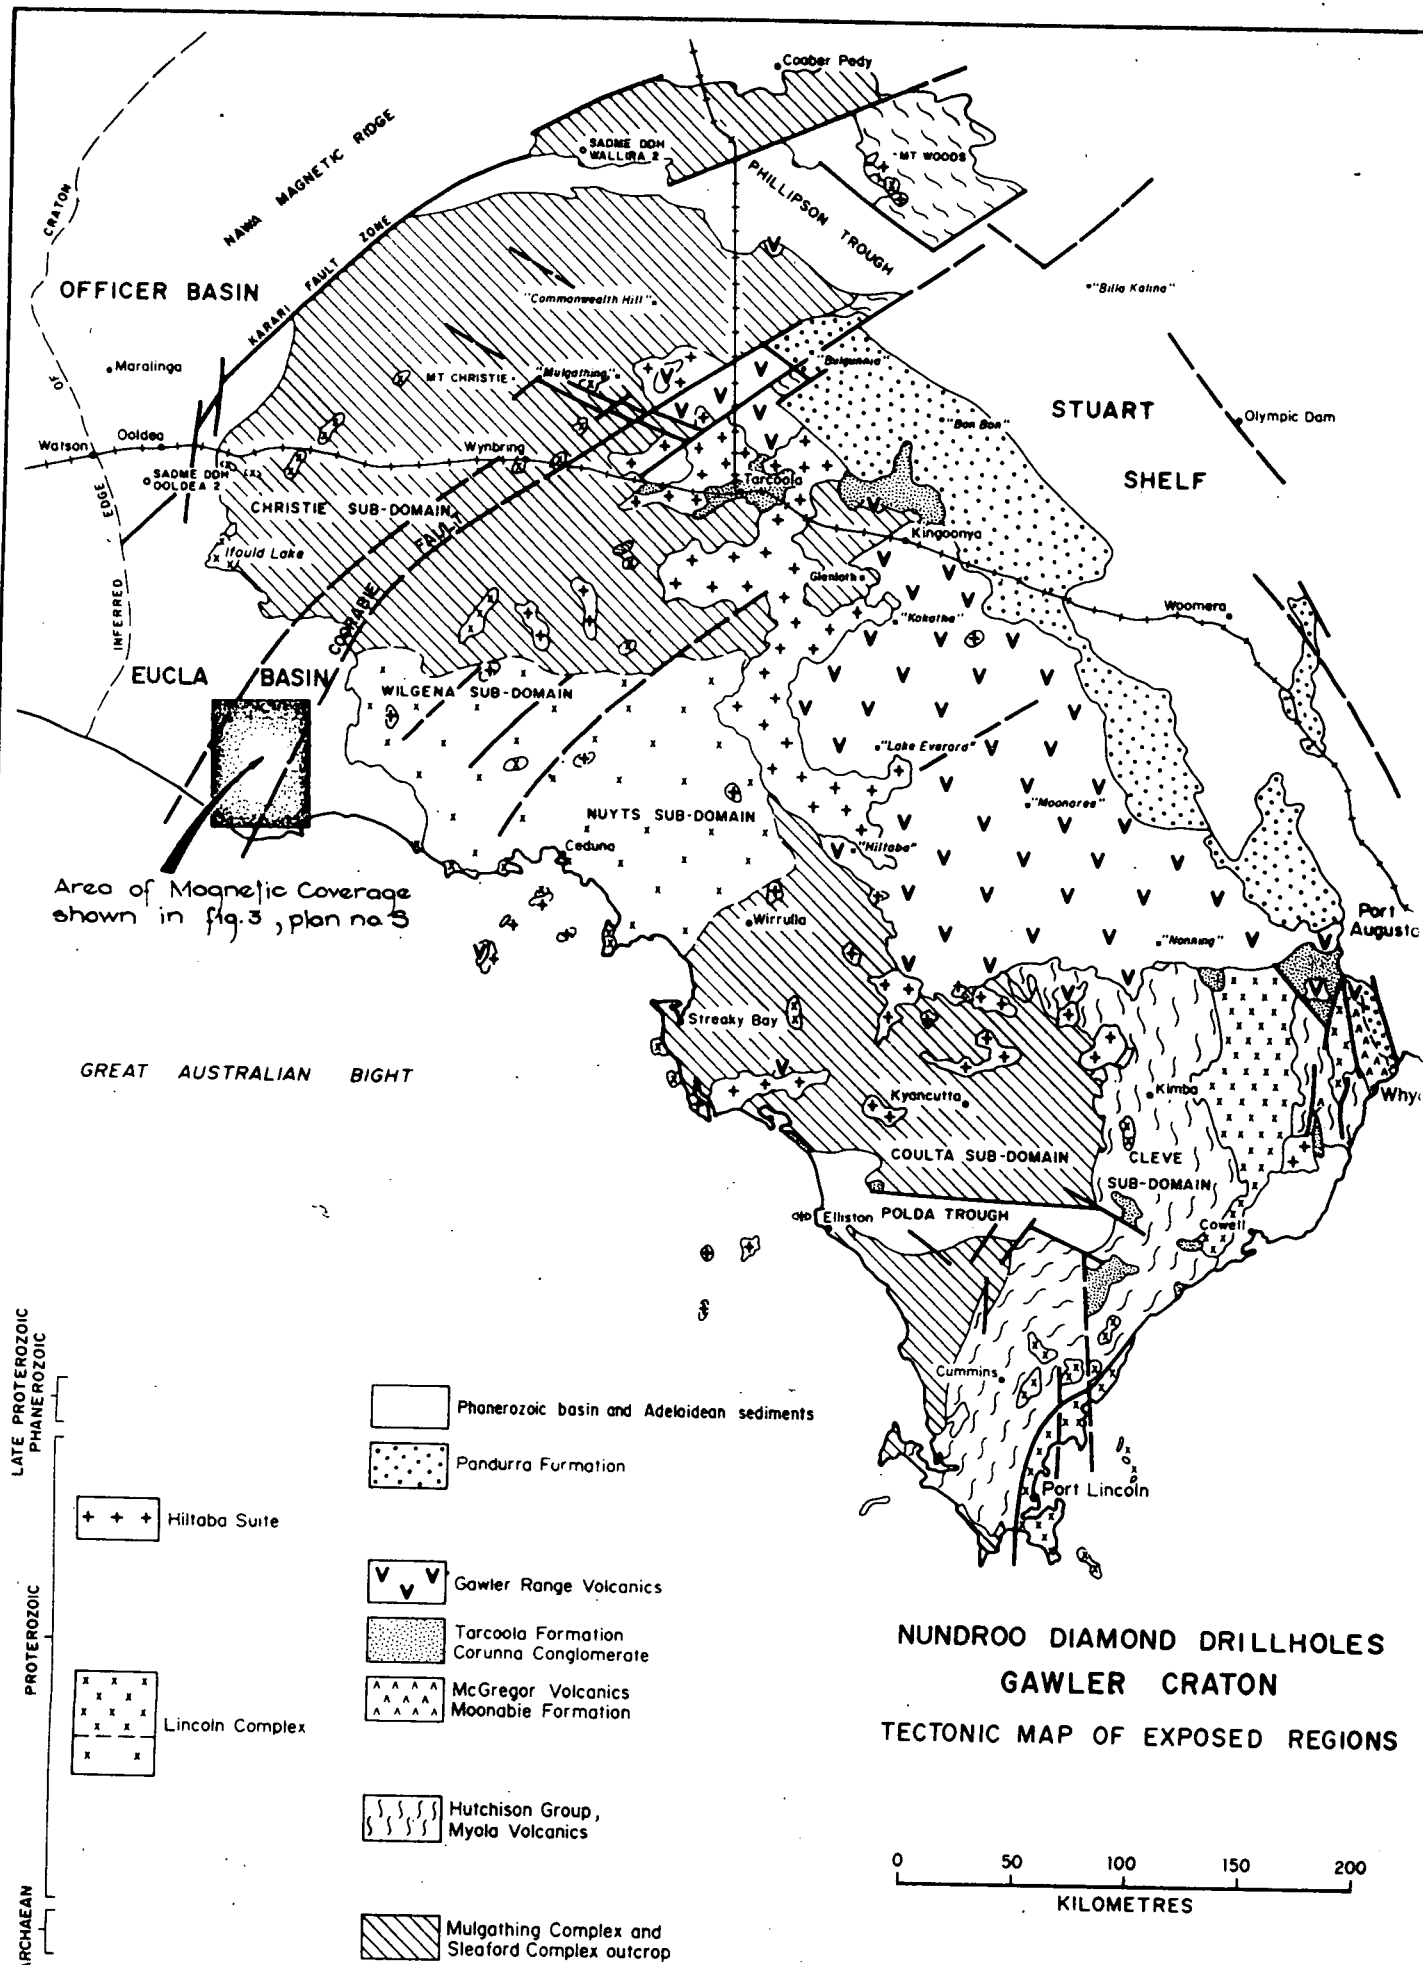 Coober Pedy
SADME DDH
WALLIRA 2
MT WOODS
NAWA MAGNETIC RIDGE
CRATON
PHILLIPSON TROUGH
KARARI FAULT ZONE
OFFICER BASIN
"Commonwealth Hill"
"Billa Kalina"
Maralinga
OF
MT CHRISTIE
"Mulgathing"
"Bulgunnia"
STUART
Olympic Dam
"Bon Bon"
Watson
Ooldea
Wynbring
SHELF
SADME DDH
OOLDEA 2
Tarcoola
EDGE
CHRISTIE SUB-DOMAIN
FAULT
Kingoonya
Ifould Lake
Glenloth
Woomera
INFERRED
COORABIE
"Kokatha"
EUCLA BASIN
WILGENA SUB-DOMAIN
"Lake Everard"
"Moonaree"
NUYTS SUB-DOMAIN
Ceduna
"Hiltaba"
Area of Magnetic Coverage
shown in fig.3, plan no 3
Wirrulla
Port
Augusta
"Nonning"
Streaky Bay
GREAT AUSTRALIAN BIGHT
Kyancutta
Kimba
Why
COULTA SUB-DOMAIN
CLEVE
SUB-DOMAIN
Elliston
POLDA TROUGH
Cowell
Cummins
Port Lincoln
LATE PROTEROZOIC
PHANEROZOIC
Phanerozoic basin and Adelaidean sediments
Pandurra Furmation
Hiltaba Suite
PROTEROZOIC
Gawler Range Volcanics
Tarcoola Formation
Corunna Conglomerate
McGregor Volcanics
Moonabie Formation
Lincoln Complex
Hutchison Group,
Myola Volcanics
ARCHAEAN
Mulgathing Complex and
Sleaford Complex outcrop
NUNDROO DIAMOND DRILLHOLES
GAWLER CRATON
TECTONIC MAP OF EXPOSED REGIONS
0 50 100 150 200
KILOMETRES